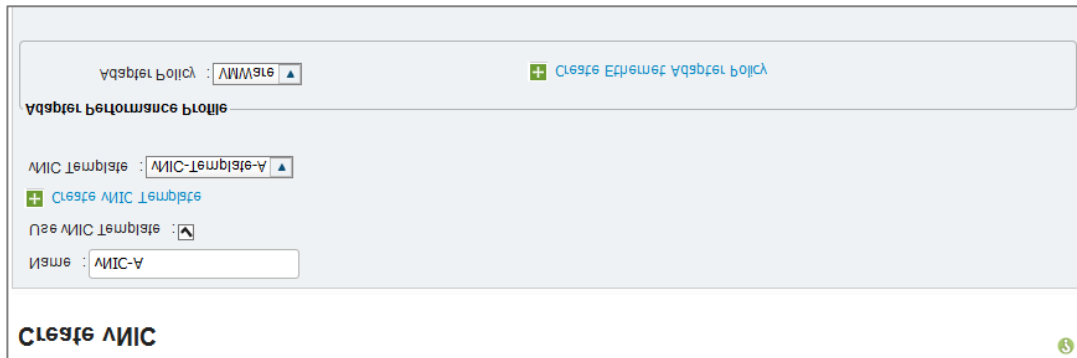 Create vNIC
Name : vNIC-A
Use vNIC Template :
Create vNIC Template
vNIC Template : vNIC-Template-A
Adapter Performance Profile
Adapter Policy : VMWare Create Ethernet Adapter Policy